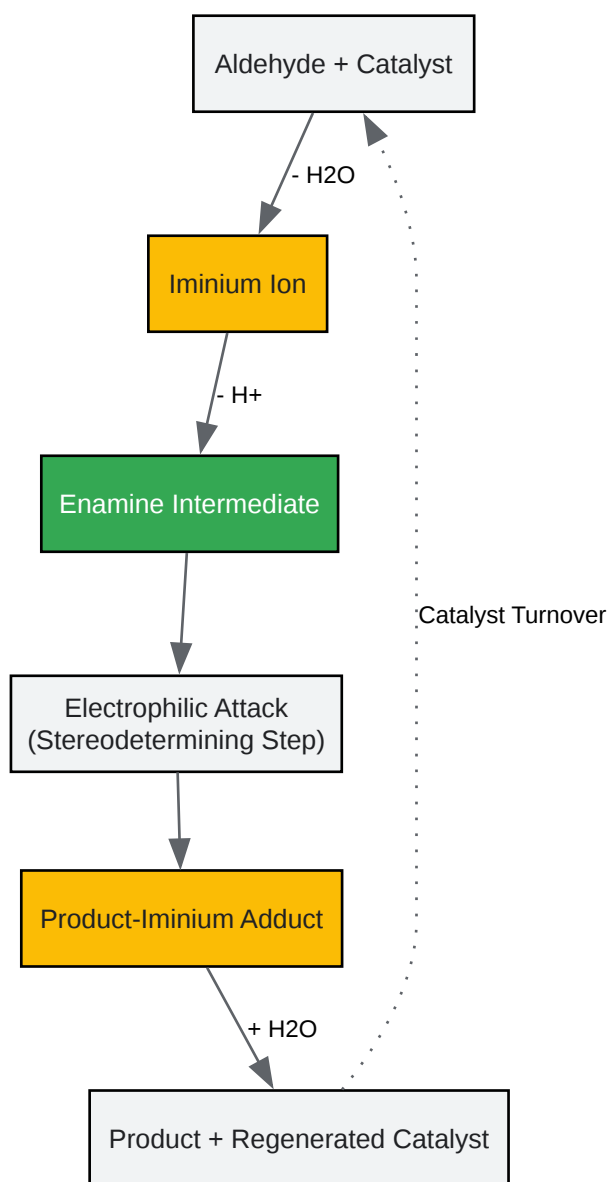 Aldehyde + Catalyst
- H2O
Iminium Ion
- H+
Enamine Intermediate
Electrophilic Attack
(Stereodetermining Step)
Catalyst Turnover
Product-Iminium Adduct
+ H2O
Product + Regenerated Catalyst